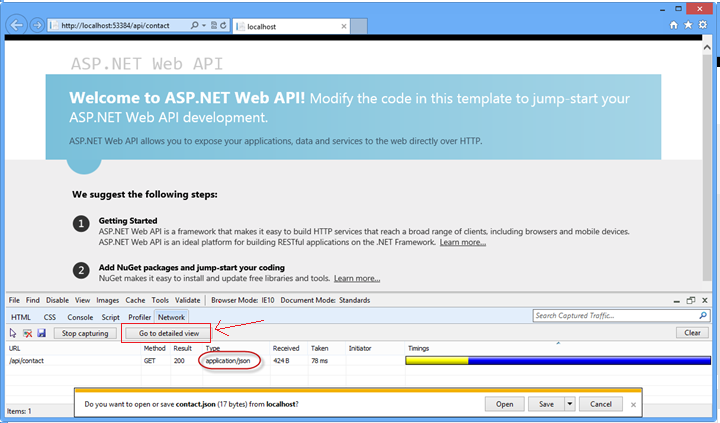 http://localhost:53384/api/contact
localhost
ASP.NET Web API
Welcome to ASP.NET Web API! Modify the code in this template to jump-start your
ASP.NET Web API development.
ASP.NET Web API allows you to expose your applications, data and services to the web directly over HTTP.
We suggest the following steps:
1 Getting Started
ASP.NET Web API is a framework that makes it easy to build HTTP services that reach a broad range of clients, including browsers and mobile devices.
ASP.NET Web API is an ideal platform for building RESTful applications on the .NET Framework. Learn more...
2 Add NuGet packages and jump-start your coding
NuGet makes it easy to install and update free libraries and tools. Learn more...
File Find Disable View Images Cache Tools Validate Browser Mode: IE10 Document Mode: Standards
HTML CSS Console Script Profiler Network Search Captured Traffic...
Stop capturing Go to detailed view Clear
URL Method Result Type Received Taken Initiator Timings
/api/contact GET 200 application/json 424 B 78 ms
Do you want to open or save contact.json (17 bytes) from localhost? Open Save Cancel
Items: 1